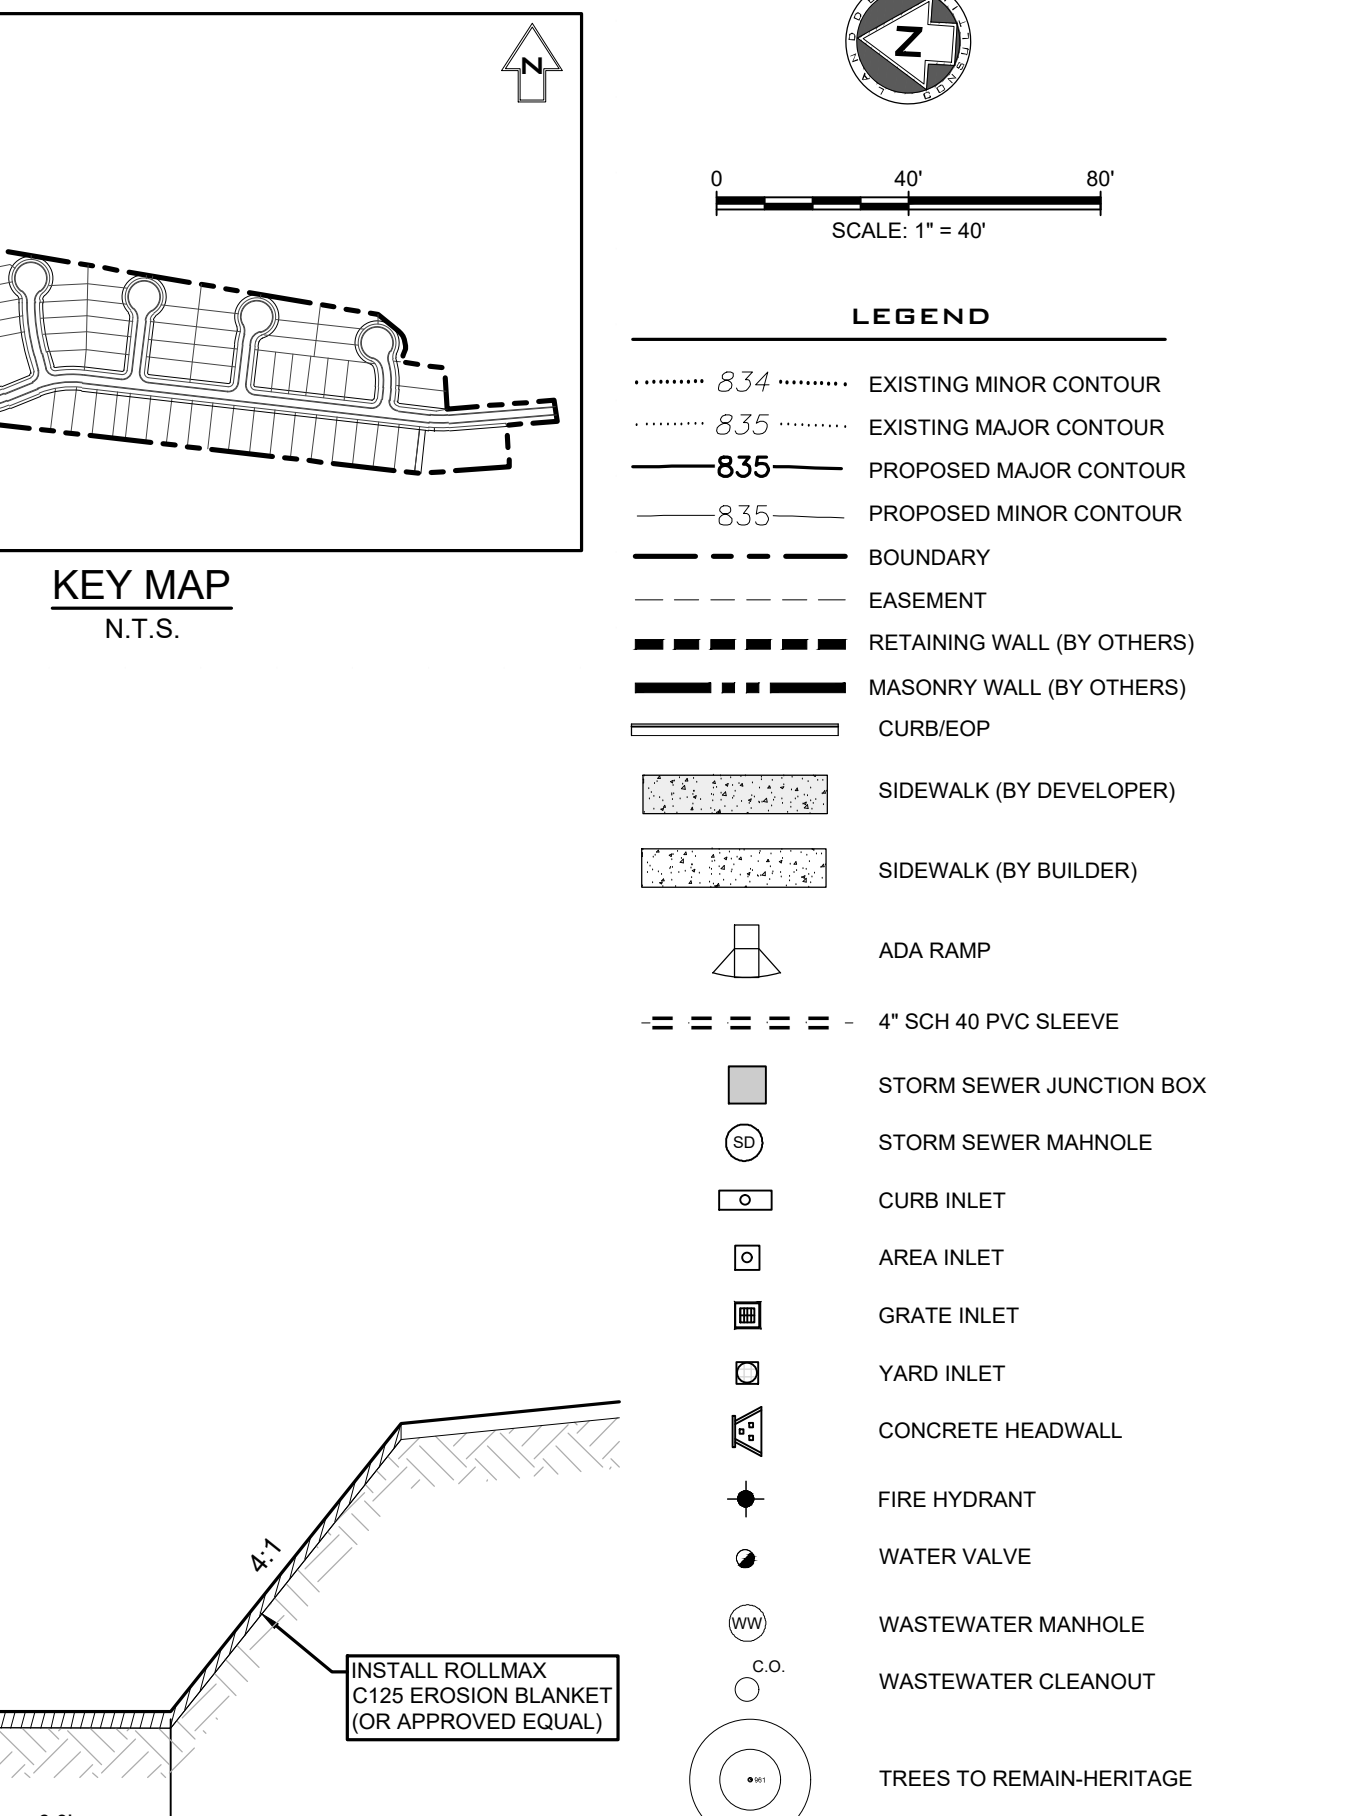 N
Z
0 40' 80'
SCALE: 1" = 40'
KEY MAP
N.T.S.
LEGEND
834 EXISTING MINOR CONTOUR
835 EXISTING MAJOR CONTOUR
835 PROPOSED MAJOR CONTOUR
835 PROPOSED MINOR CONTOUR
BOUNDARY
EASEMENT
RETAINING WALL (BY OTHERS)
MASONRY WALL (BY OTHERS)
CURB/EOP
SIDEWALK (BY DEVELOPER)
SIDEWALK (BY BUILDER)
ADA RAMP
4" SCH 40 PVC SLEEVE
STORM SEWER JUNCTION BOX
SD STORM SEWER MAHNOLE
CURB INLET
AREA INLET
GRATE INLET
YARD INLET
CONCRETE HEADWALL
FIRE HYDRANT
WATER VALVE
WW WASTEWATER MANHOLE
C.O. WASTEWATER CLEANOUT
961 TREES TO REMAIN-HERITAGE
4:1
INSTALL ROLLMAX
C125 EROSION BLANKET
(OR APPROVED EQUAL)